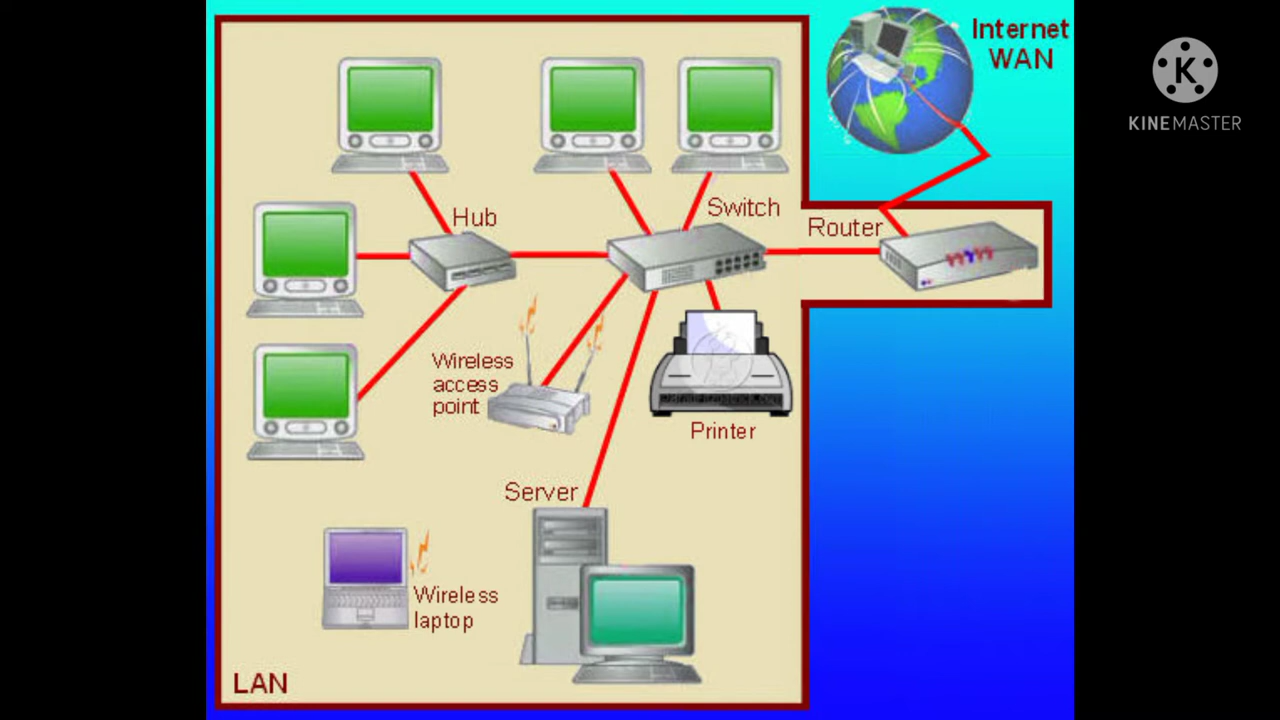 Internet
WAN
K
KINEMASTER
Hub
Switch
Router
Wireless
access
point
Printer
Server
Wireless
laptop
LAN